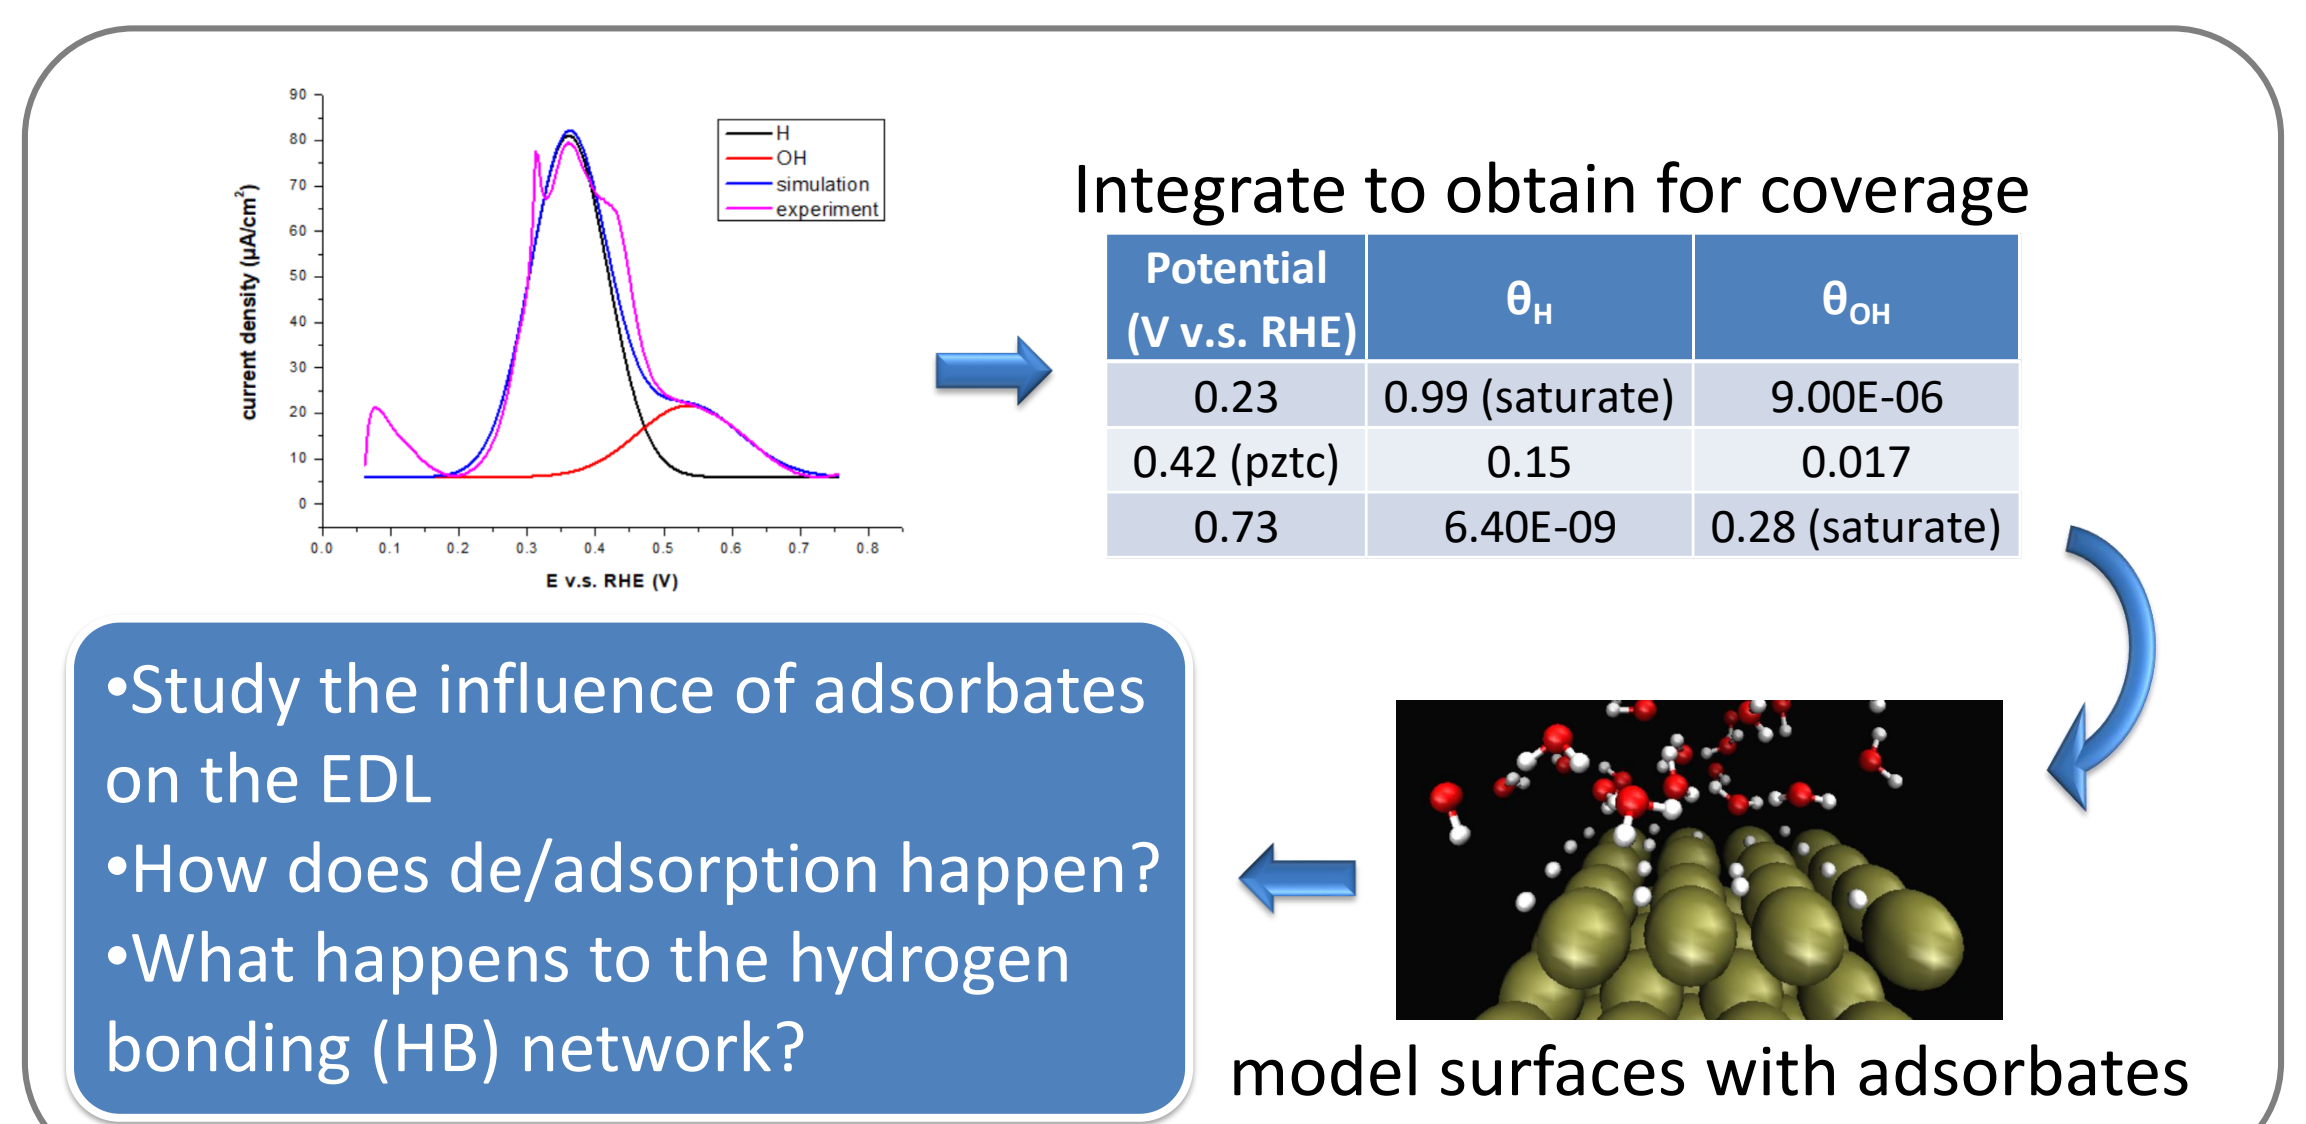 90
80
70
60
50
40
30
20
10
0
current density (µA/cm²)
0.0 0.1 0.2 0.3 0.4 0.5 0.6 0.7 0.8
E v.s. RHE (V)
H
OH
simulation
experiment
Integrate to obtain for coverage
Potential
(V v.s. RHE) θH θOH
0.23 0.99 (saturate) 9.00E-06
0.42 (pztc) 0.15 0.017
0.73 6.40E-09 0.28 (saturate)
•Study the influence of adsorbates
on the EDL
•How does de/adsorption happen?
•What happens to the hydrogen
bonding (HB) network?
model surfaces with adsorbates